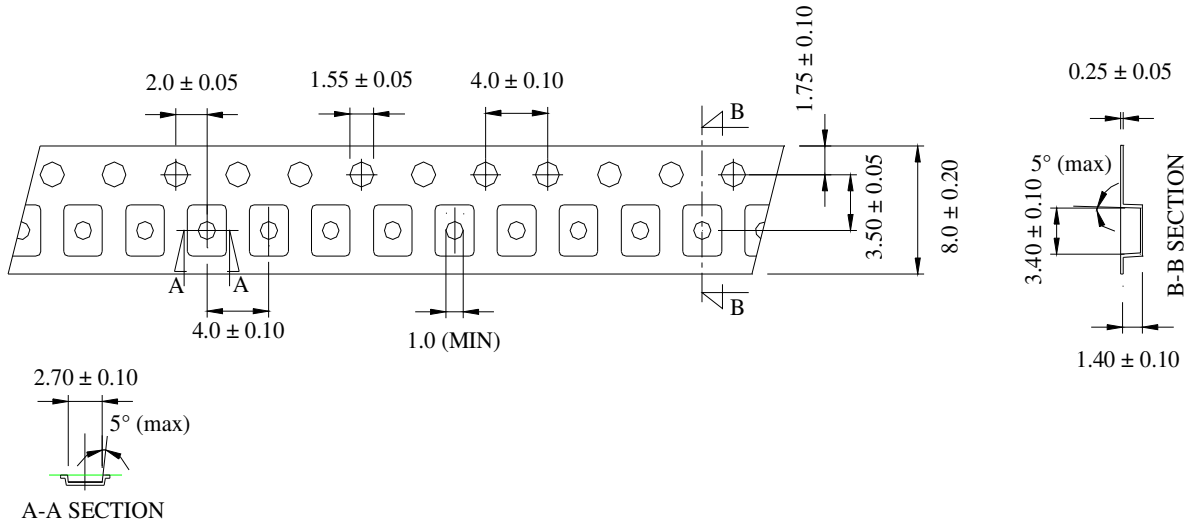 2.0 ± 0.05
1.55 ± 0.05
4.0 ± 0.10
B
1.75 ± 0.10
3.50 ± 0.05
8.0 ± 0.20
A
A
B
4.0 ± 0.10
1.0 (MIN)
0.25 ± 0.05
5° (max)
3.40 ± 0.10
B-B SECTION
1.40 ± 0.10
2.70 ± 0.10
5° (max)
A-A SECTION